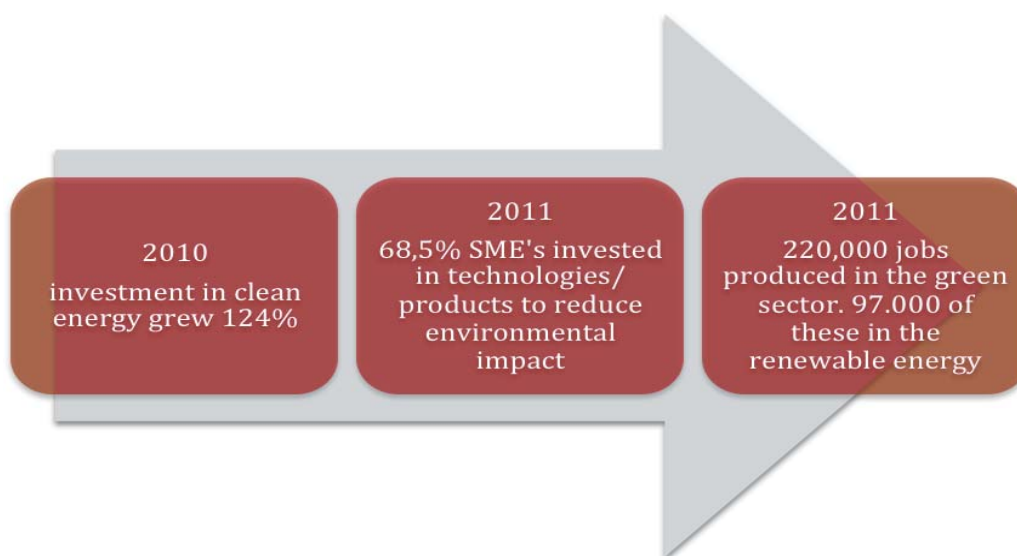 2010
investment in clean
energy grew 124%
2011
68,5% SME's invested
in technologies/
products to reduce
environmental
impact
2011
220,000 jobs
produced in the green
sector. 97.000 of
these in the
renewable energy